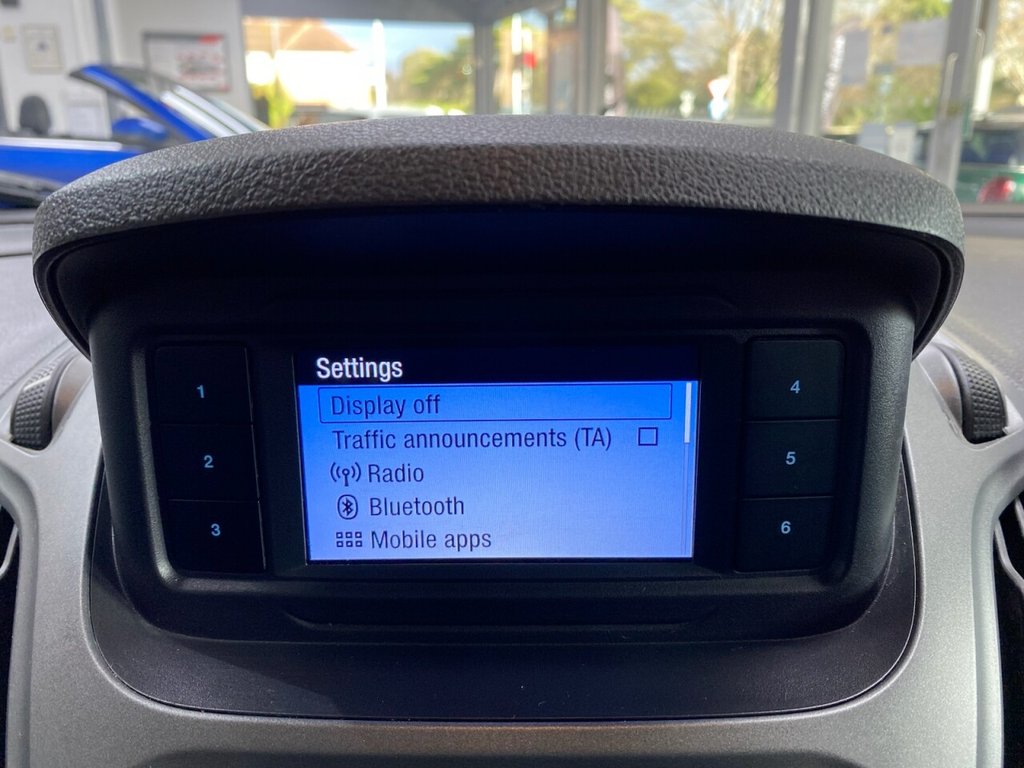 Settings
Display off
Traffic announcements (TA)
Radio
Bluetooth
Mobile apps
1
2
3
4
5
6